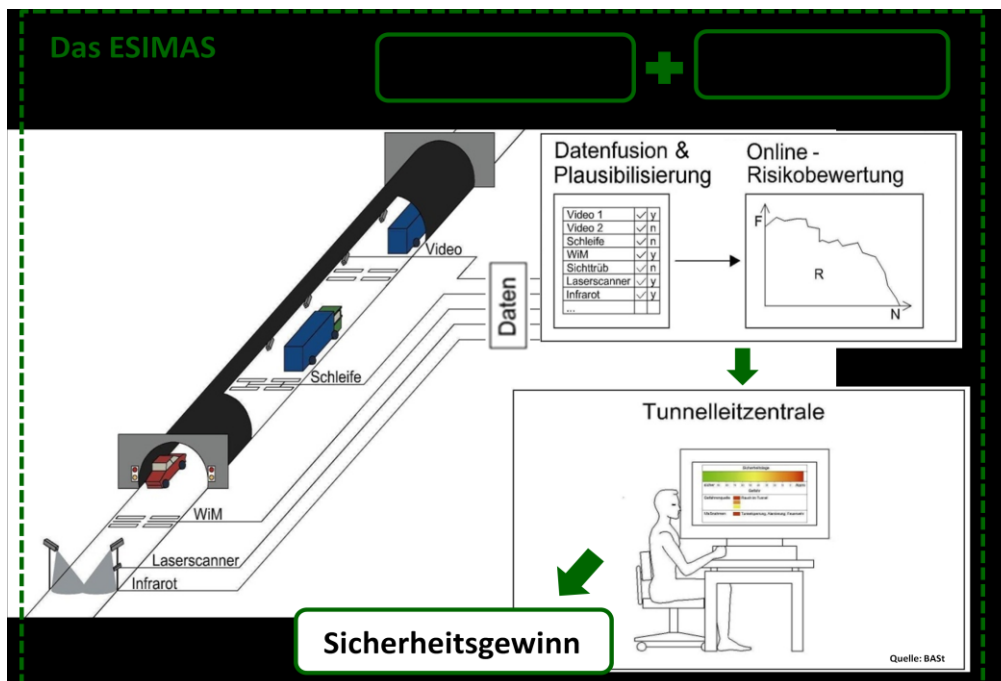 Das ESIMAS
Datenfusion &
Plausibilisierung
Online -
Risikobewertung
Video 1 ✓ y
Video 2 ✓ n
Schleife ✓ n
WiM ✓ y
Sichttrüb ✓ n
Laserscanner ✓ y
Infrarot ✓ y
...
F
R
N
Video
Daten
Schleife
WiM
Laserscanner
Infrarot
Tunnelleitzentrale
Sicherheitslage
Sicherheitsgewinn
Quelle: BASt